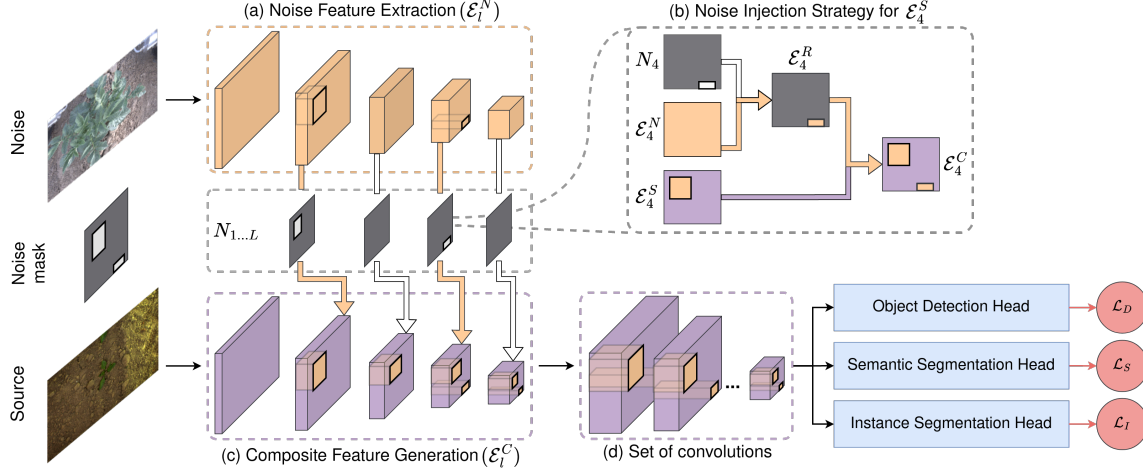 (a) Noise Feature Extraction (ℰ_l^N)
(b) Noise Injection Strategy for ℰ_4^S
Noise
N_4
ℰ_4^R
ℰ_4^N
ℰ_4^C
ℰ_4^S
Noise
mask
N_{1...L}
Source
...
Object Detection Head
ℒ_D
Semantic Segmentation Head
ℒ_S
Instance Segmentation Head
ℒ_I
(c) Composite Feature Generation (ℰ_l^C)
(d) Set of convolutions